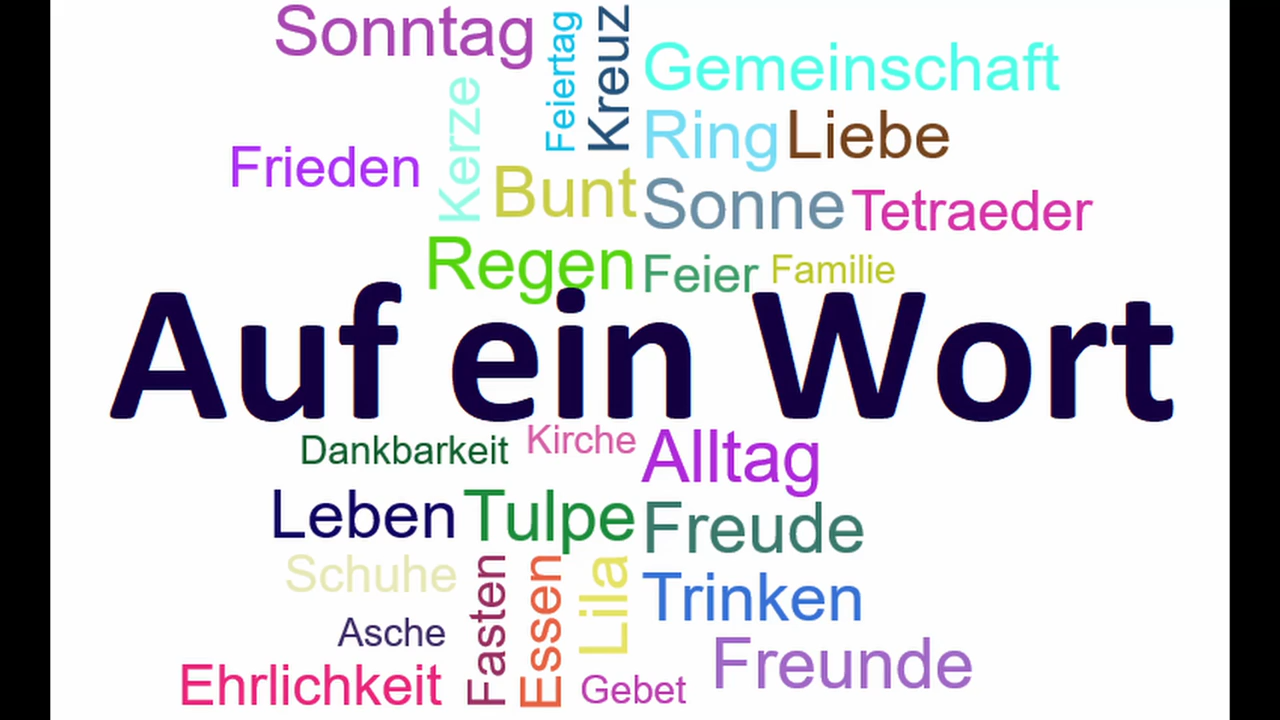 Sonntag
Feiertag
Kreuz
Gemeinschaft
Kerze
Ring
Liebe
Frieden
Bunt
Sonne
Tetraeder
Regen
Feier
Familie
Auf ein Wort
Dankbarkeit
Kirche
Alltag
Leben
Tulpe
Freude
Schuhe
Fasten
Essen
Lila
Trinken
Asche
Freunde
Ehrlichkeit
Gebet